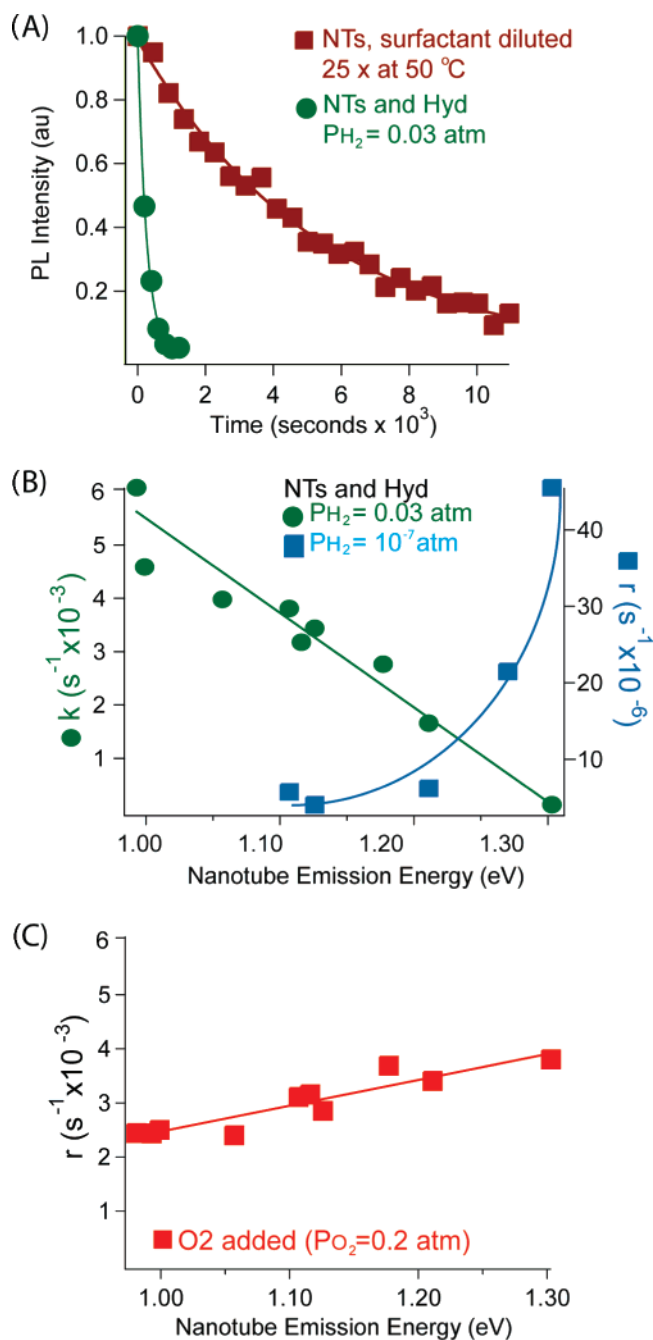 (A)
1.0
0.8
0.6
0.4
0.2
PL Intensity (au)
NTs, surfactant diluted
25 x at 50 °C
NTs and Hyd
PH2= 0.03 atm
0
2
4
6
8
10
Time (seconds x 10³)
(B)
6
5
4
3
2
1
k (s⁻¹x10⁻³)
NTs and Hyd
PH2= 0.03 atm
PH2= 10⁻⁷ atm
40
30
20
10
r (s⁻¹x10⁻⁶)
1.00
1.10
1.20
1.30
Nanotube Emission Energy (eV)
(C)
6
5
4
3
2
1
r (s⁻¹x10⁻³)
O2 added (PO2=0.2 atm)
1.00
1.10
1.20
1.30
Nanotube Emission Energy (eV)